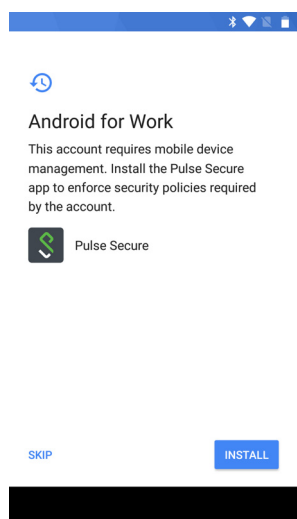 Android for Work
This account requires mobile device
management. Install the Pulse Secure
app to enforce security policies required
by the account.
Pulse Secure
SKIP
INSTALL